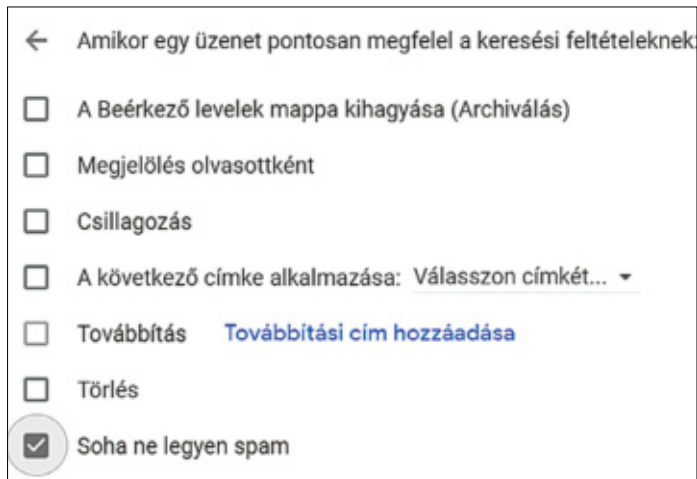 Amikor egy üzenet pontosan megfelel a keresési feltételeknek:
A Beérkező levelek mappa kihagyása (Archiválás)
Megjelölés olvasottként
Csillagozás
A következő címke alkalmazása: Válasszon címkét...
Továbbítás Továbbítási cím hozzáadása
Törlés
Soha ne legyen spam